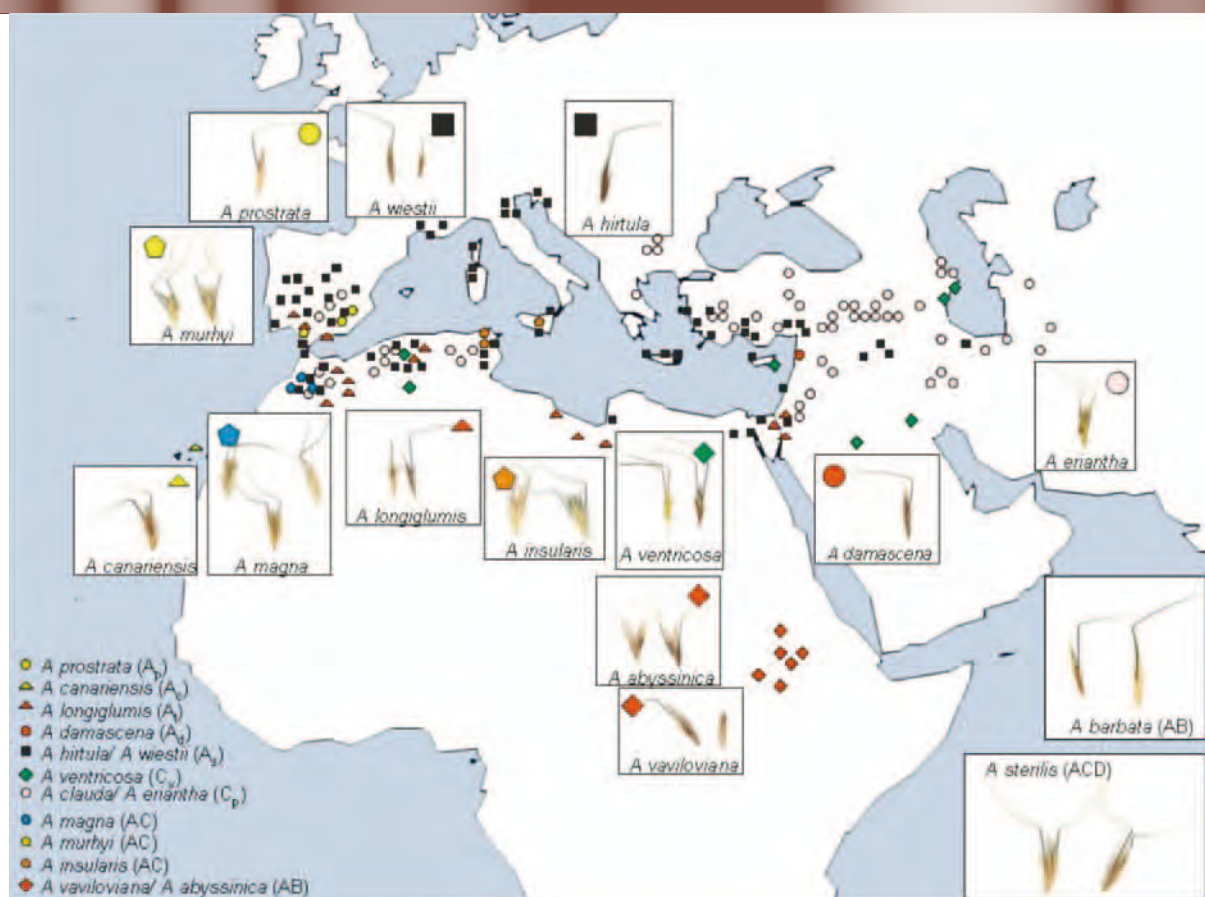 A prostrata
A wiestii
A hirtula
A murhyi
A eriantha
A canariensis
A magna
A longiglumis
A insularis
A ventricosa
A damascena
A abyssinica
A vaviloviana
A barbata (AB)
A sterilis (ACD)
A prostrata (Ap)
A canariensis (Ac)
A longiglumis (Al)
A damascena (Ad)
A hirtula/ A wiestii (As)
A ventricosa (Cv)
A clauda/ A eriantha (Cp)
A magna (AC)
A murhyi (AC)
A insularis (AC)
A vaviloviana/ A abyssinica (AB)